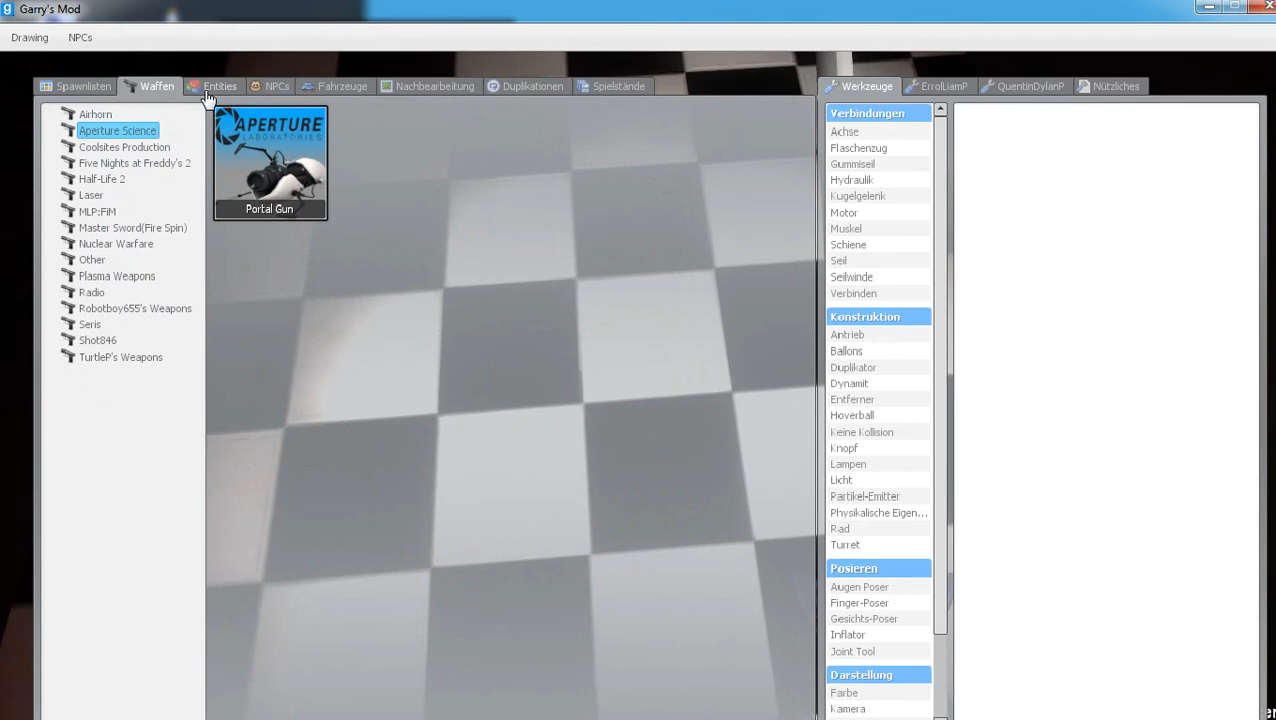 Garry's Mod
Drawing NPCs
Spawnlisten Waffen Entities NPCs Fahrzeuge Nachbearbeitung Duplikationen Spielstände
Werkzeuge ErrolLiamP QuentinDylanP Nützliches
Airhorn
Aperture Science
Coolsites Production
Five Nights at Freddy's 2
Half-Life 2
Laser
MLP:FiM
Master Sword(Fire Spin)
Nuclear Warfare
Other
Plasma Weapons
Radio
Robotboy655's Weapons
Seris
Shot846
TurtleP's Weapons
APERTURE
LABORATORIES
Portal Gun
Verbindungen
Achse
Flaschenzug
Gummiseil
Hydraulik
Kugelgelenk
Motor
Muskel
Schiene
Seil
Seilwinde
Verbinden
Konstruktion
Antrieb
Ballons
Duplikator
Dynamit
Entferner
Hoverball
Keine Kollision
Knopf
Lampen
Licht
Partikel-Emitter
Physikalische Eigen...
Rad
Turret
Posieren
Augen Poser
Finger-Poser
Gesichts-Poser
Inflator
Joint Tool
Darstellung
Farbe
Kamera